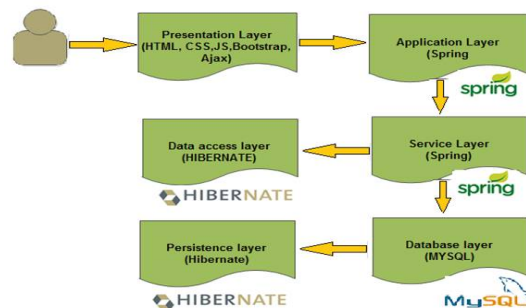 Presentation Layer
(HTML, CSS,JS,Bootstrap,
Ajax)
Application Layer
(Spring
spring
Data access layer
(HIBERNATE)
HIBERNATE
Service Layer
(Spring)
spring
Persistence layer
(Hibernate)
HIBERNATE
Database layer
(MYSQL)
MySQL